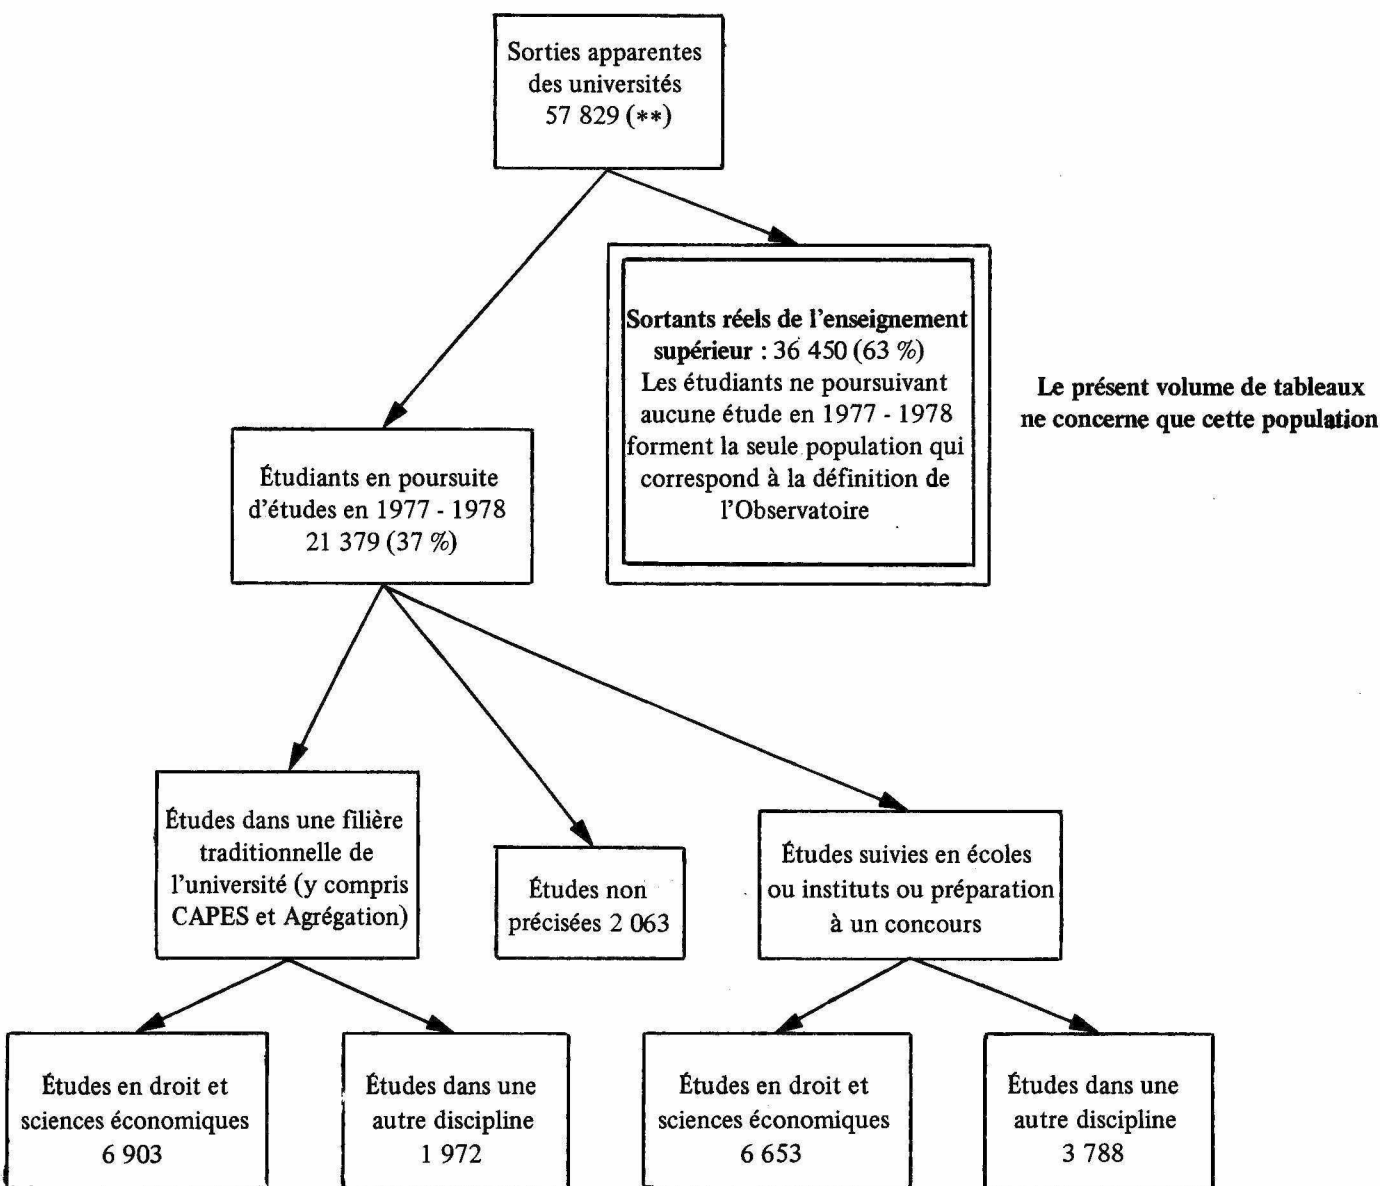 Sorties apparentes
des universités
57 829 (**)
Sortants réels de l'enseignement
supérieur : 36 450 (63 %)
Les étudiants ne poursuivant
aucune étude en 1977 - 1978
forment la seule population qui
correspond à la définition de
l'Observatoire
Le présent volume de tableaux
ne concerne que cette population
Étudiants en poursuite
d'études en 1977 - 1978
21 379 (37 %)
Études dans une filière
traditionnelle de
l'université (y compris
CAPES et Agrégation)
Études non
précisées 2 063
Études suivies en écoles
ou instituts ou préparation
à un concours
Études en droit et
sciences économiques
6 903
Études dans une
autre discipline
1 972
Études en droit et
sciences économiques
6 653
Études dans une
autre discipline
3 788